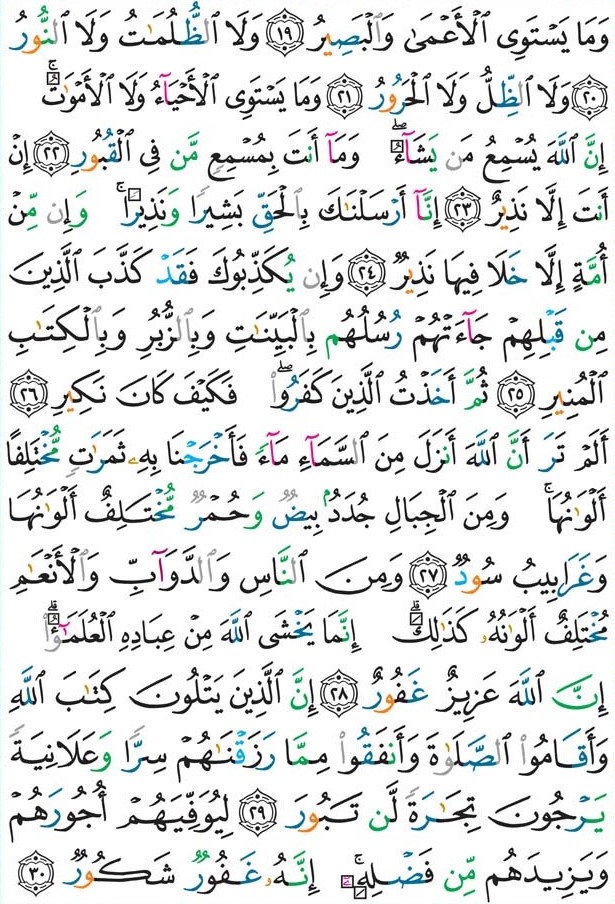 وَمَا يَسْتَوِى ٱلْأَعْمَىٰ وَٱلْبَصِيرُ ١٩ وَلَا ٱلظُّلُمَٰتُ وَلَا ٱلنُّورُ
٢٠ وَلَا ٱلظِّلُّ وَلَا ٱلْحَرُورُ ٢١ وَمَا يَسْتَوِى ٱلْأَحْيَآءُ وَلَا ٱلْأَمْوَٰتُۚ
إِنَّ ٱللَّهَ يُسْمِعُ مَن يَشَآءُۖ وَمَآ أَنتَ بِمُسْمِعٍ مَّن فِى ٱلْقُبُورِ ٢٢ إِنْ
أَنتَ إِلَّا نَذِيرٌ ٢٣ إِنَّآ أَرْسَلْنَٰكَ بِٱلْحَقِّ بَشِيرًا وَنَذِيرًاۚ وَإِن مِّنْ
أُمَّةٍ إِلَّا خَلَا فِيهَا نَذِيرٌ ٢٤ وَإِن يُكَذِّبُوكَ فَقَدْ كَذَّبَ ٱلَّذِينَ
مِن قَبْلِهِمْ جَآءَتْهُمْ رُسُلُهُم بِٱلْبَيِّنَٰتِ وَبِٱلزُّبُرِ وَبِٱلْكِتَٰبِ
ٱلْمُنِيرِ ٢٥ ثُمَّ أَخَذْتُ ٱلَّذِينَ كَفَرُوا۟ۖ فَكَيْفَ كَانَ نَكِيرِ ٢٦
أَلَمْ تَرَ أَنَّ ٱللَّهَ أَنزَلَ مِنَ ٱلسَّمَآءِ مَآءً فَأَخْرَجْنَا بِهِۦ ثَمَرَٰتٍ مُّخْتَلِفًا
أَلْوَٰنُهَاۚ وَمِنَ ٱلْجِبَالِ جُدَدٌۢ بِيضٌ وَحُمْرٌ مُّخْتَلِفٌ أَلْوَٰنُهَا
وَغَرَابِيبُ سُودٌ ٢٧ وَمِنَ ٱلنَّاسِ وَٱلدَّوَآبِّ وَٱلْأَنْعَٰمِ
مُخْتَلِفٌ أَلْوَٰنُهُۥ كَذَٰلِكَۗ إِنَّمَا يَخْشَى ٱللَّهَ مِنْ عِبَادِهِ ٱلْعُلَمَٰٓؤُا۟ۗ
إِنَّ ٱللَّهَ عَزِيزٌ غَفُورٌ ٢٨ إِنَّ ٱلَّذِينَ يَتْلُونَ كِتَٰبَ ٱللَّهِ
وَأَقَامُوا۟ ٱلصَّلَوٰةَ وَأَنفَقُوا۟ مِمَّا رَزَقْنَٰهُمْ سِرًّا وَعَلَانِيَةً
يَرْجُونَ تِجَٰرَةً لَّن تَبُورَ ٢٩ لِيُوَفِّيَهُمْ أُجُورَهُمْ
وَيَزِيدَهُم مِّن فَضْلِهِۦٓۚ إِنَّهُۥ غَفُورٌ شَكُورٌ ٣٠